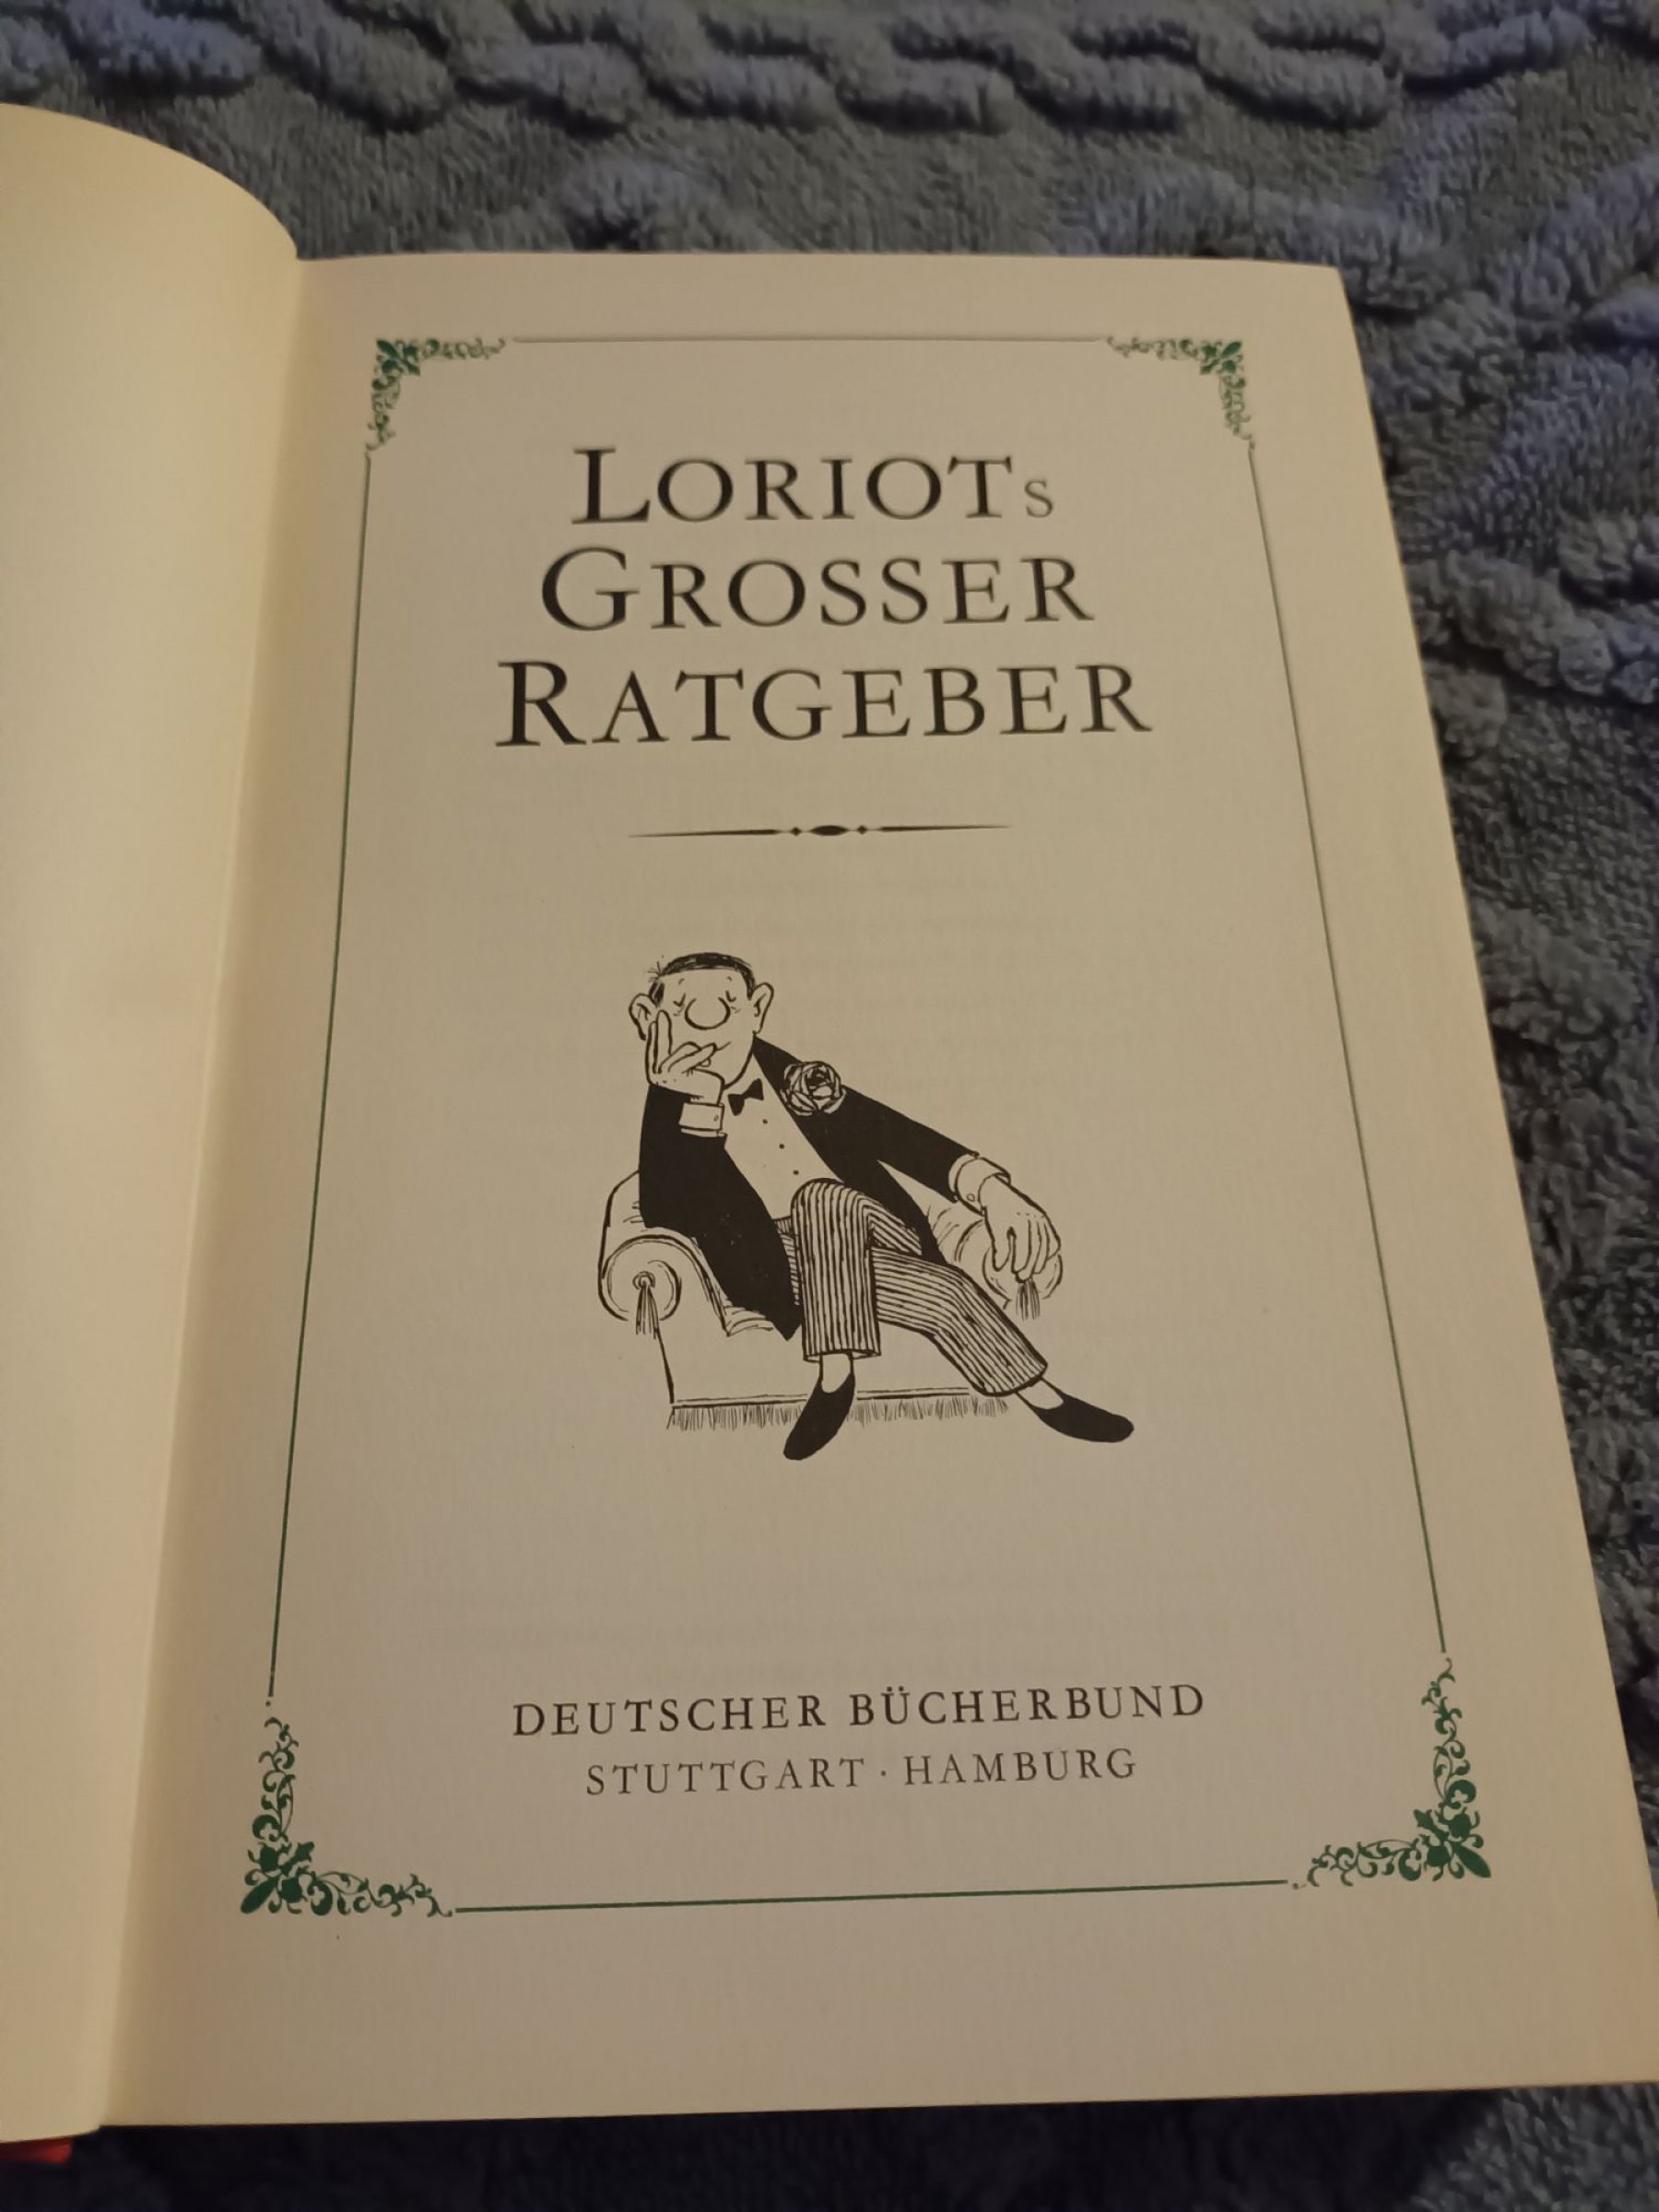 LORIOTs
GROSSER
RATGEBER
DEUTSCHER BÜCHERBUND
STUTTGART · HAMBURG